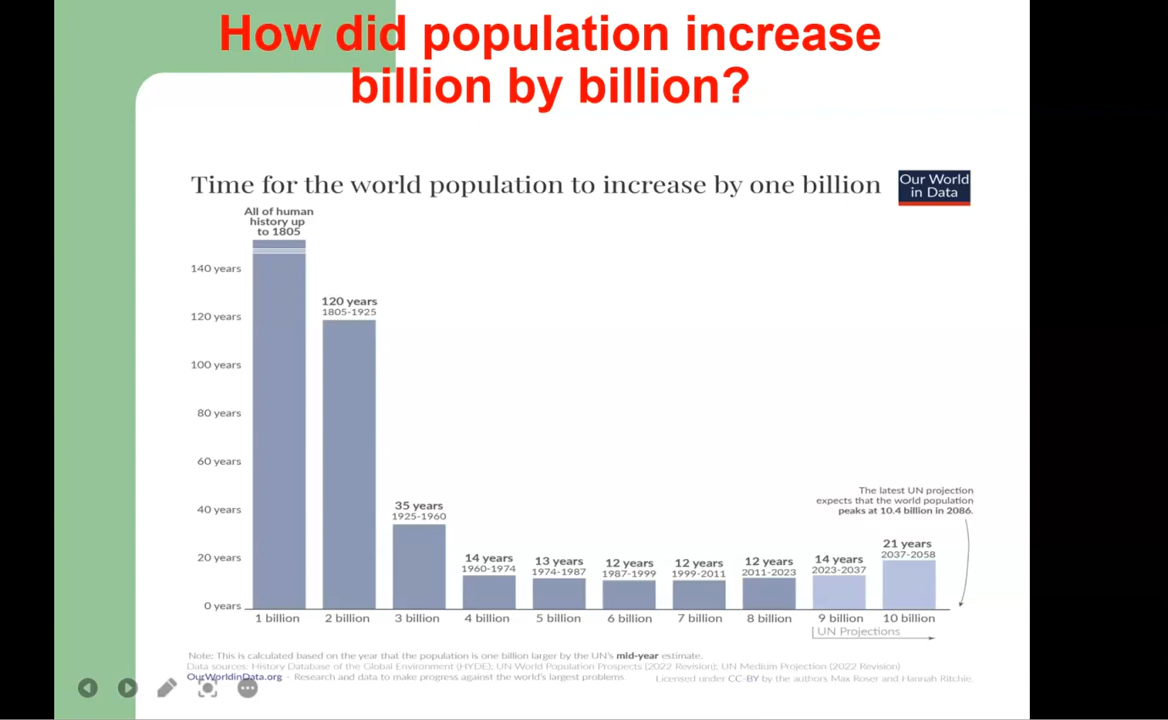 How did population increase
billion by billion?
Time for the world population to increase by one billion
Our World
in Data
All of human
history up
to 1805
140 years
120 years
100 years
80 years
60 years
40 years
20 years
0 years
120 years
1805-1925
35 years
1925-1960
14 years
1960-1974
13 years
1974-1987
12 years
1987-1999
12 years
1999-2011
12 years
2011-2023
14 years
2023-2037
21 years
2037-2058
The latest UN projection
expects that the world population
peaks at 10.4 billion in 2086.
1 billion
2 billion
3 billion
4 billion
5 billion
6 billion
7 billion
8 billion
9 billion
10 billion
UN Projections
Note: This is calculated based on the year that the population is one billion larger by the UN's mid-year estimate.
Data sources: History Database of the Global Environment (HYDE); UN World Population Prospects (2022 Revision); UN Medium Projection (2022 Revision)
OurWorldinData.org – Research and data to make progress against the world's largest problems.
Licensed under CC-BY by the authors Max Roser and Hannah Ritchie.